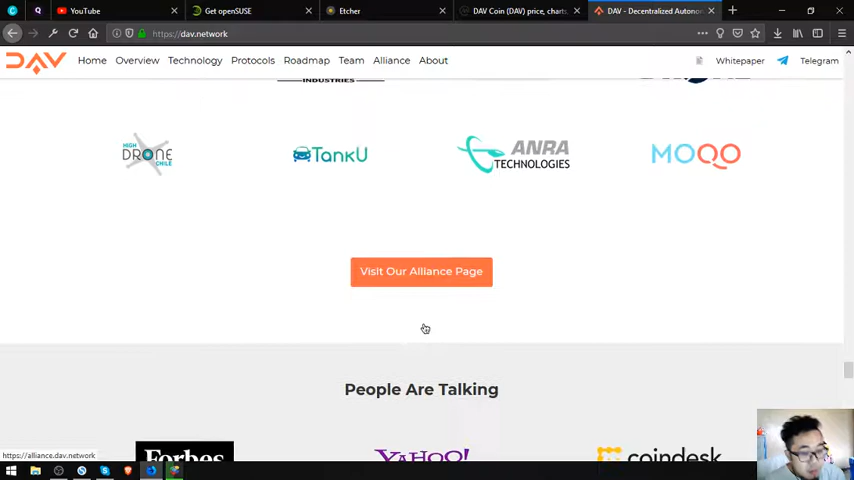 YouTube
Get openSUSE
Etcher
DAV Coin (DAV) price, charts,
DAV - Decentralized Autonom
https://dav.network
DAV
Home
Overview
Technology
Protocols
Roadmap
Team
Alliance
About
Whitepaper
Telegram
INDUSTRIES
HIGH DRONE CHILE
TankU
ANRA TECHNOLOGIES
MOQO
Visit Our Alliance Page
People Are Talking
https://alliance.dav.network
Forbes
YAHOO!
coindesk